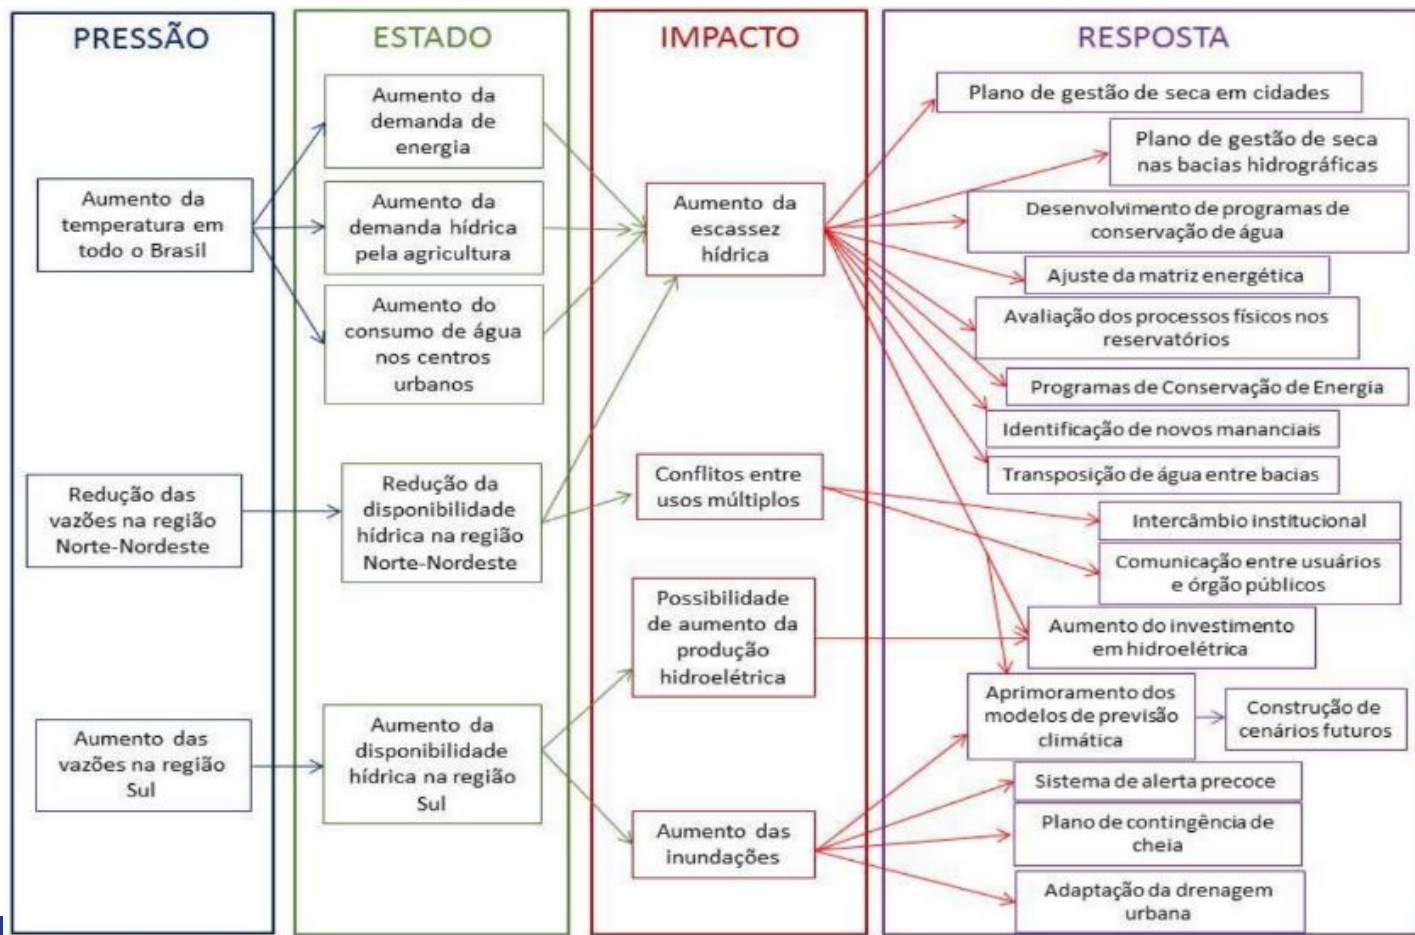 PRESSÃO
Aumento da
temperatura em
todo o Brasil
Redução das
vazões na região
Norte-Nordeste
Aumento das
vazões na região
Sul
ESTADO
Aumento da
demanda de
energia
Aumento da
demanda hídrica
pela agricultura
Aumento do
consumo de água
nos centros
urbanos
Redução da
disponibilidade
hídrica na região
Norte-Nordeste
Aumento da
disponibilidade
hídrica na região
Sul
IMPACTO
Aumento da
escassez
hídrica
Conflitos entre
usos múltiplos
Possibilidade
de aumento da
produção
hidroelétrica
Aumento das
inundações
RESPOSTA
Plano de gestão de seca em cidades
Plano de gestão de seca
nas bacias hidrográficas
Desenvolvimento de programas de
conservação de água
Ajuste da matriz energética
Avaliação dos processos físicos nos
reservatórios
Programas de Conservação de Energia
Identificação de novos mananciais
Transposição de água entre bacias
Intercâmbio institucional
Comunicação entre usuários
e órgão públicos
Aumento do investimento
em hidroelétrica
Aprimoramento dos
modelos de previsão
climática
Construção de
cenários futuros
Sistema de alerta precoce
Plano de contingência de
cheia
Adaptação da drenagem
urbana